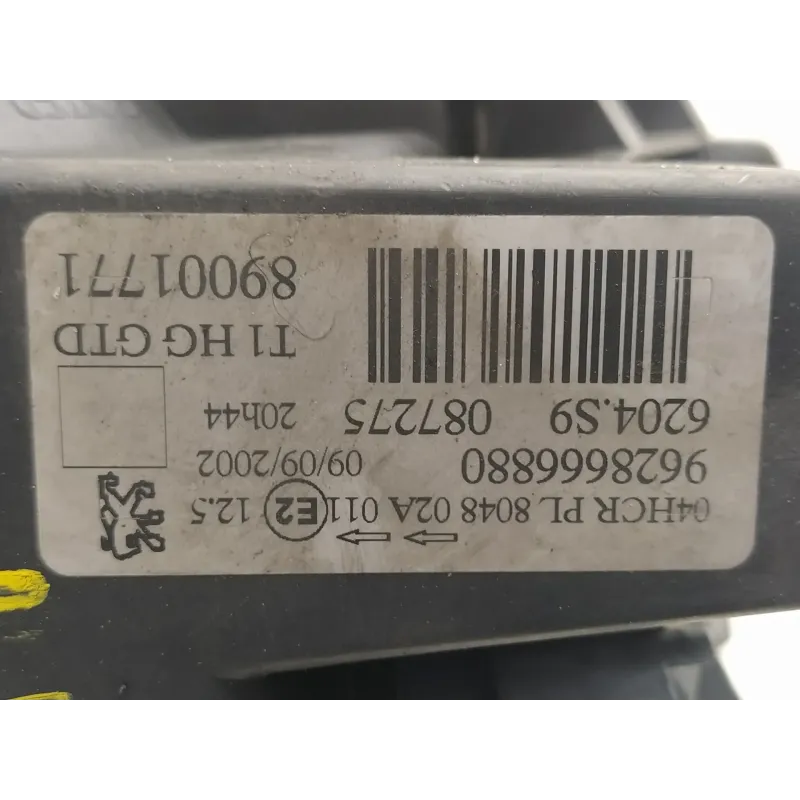 04HCR PL 8048 02A 011 E2 12.5
9628666880 09/09/2002
6204.S9 087275 20h44
T1 HG GTD
89001771